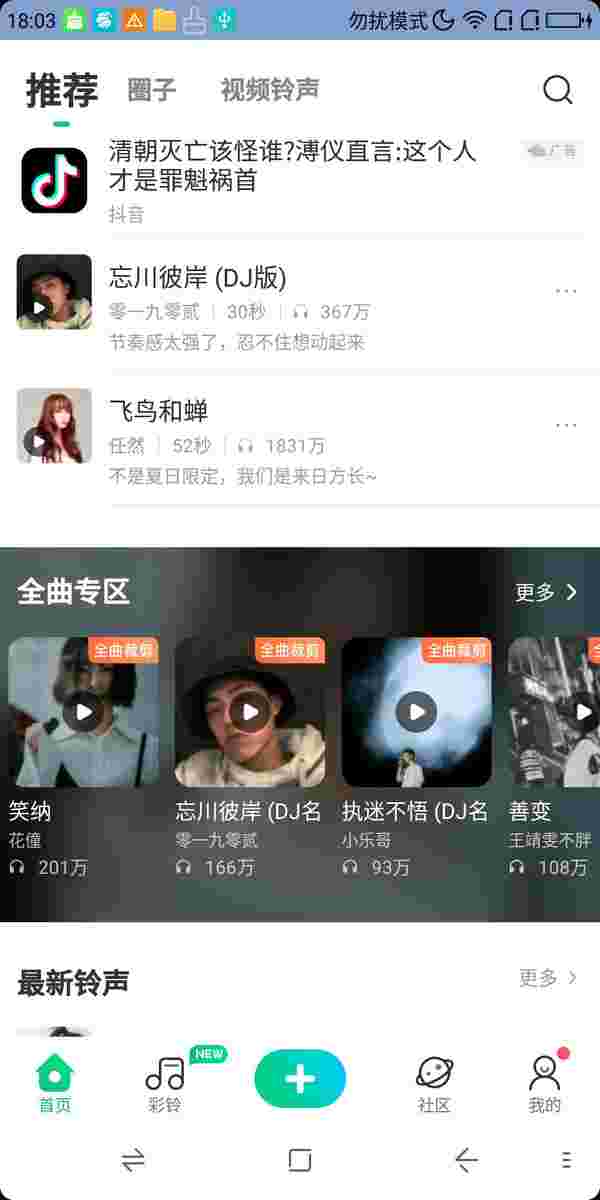 18:03
勿扰模式
推荐
圈子
视频铃声
清朝灭亡该怪谁?溥仪直言:这个人
才是罪魁祸首
广告
抖音
忘川彼岸 (DJ版)
零一九零贰
30秒
367万
节奏感太强了，忍不住想动起来
飞鸟和蝉
任然
52秒
1831万
不是夏日限定，我们是来日方长~
全曲专区
更多
全曲裁剪
全曲裁剪
全曲裁剪
笑纳
忘川彼岸 (DJ名
执迷不悟 (DJ名
善变
花僮
零一九零贰
小乐哥
王靖雯不胖
201万
166万
93万
108万
最新铃声
更多
NEW
首页
彩铃
社区
我的